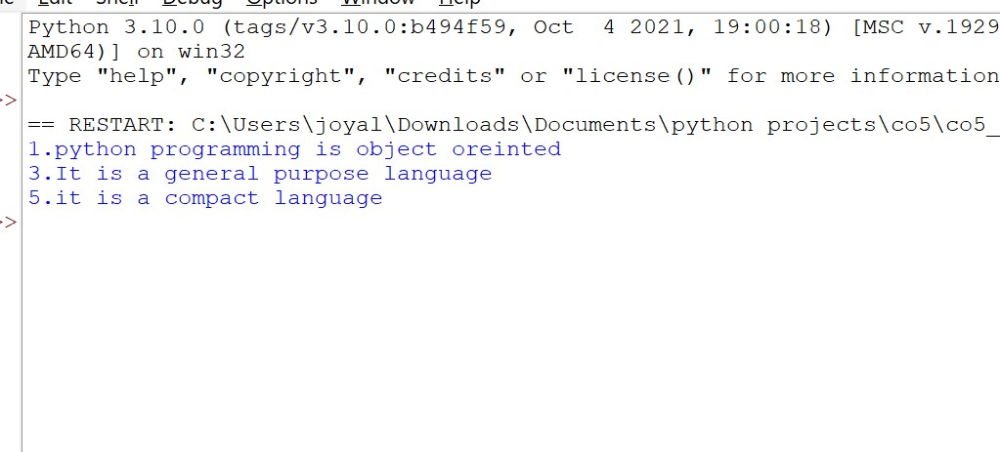 Edit Shell Debug Options Window Help
Python 3.10.0 (tags/v3.10.0:b494f59, Oct  4 2021, 19:00:18) [MSC v.1929
AMD64)] on win32
Type "help", "copyright", "credits" or "license()" for more information
>
== RESTART: C:\Users\joyal\Downloads\Documents\python projects\co5\co5_
1.python programming is object oreinted
3.It is a general purpose language
5.it is a compact language
>